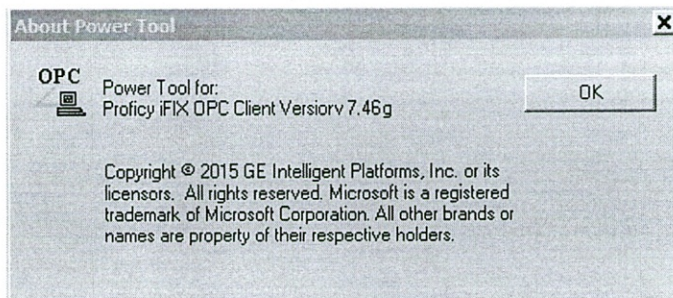 About Power Tool
OPC
Power Tool for:
Proficy iFIX OPC Client Versiorv 7.46g
OK
Copyright © 2015 GE Intelligent Platforms, Inc. or its
licensors. All rights reserved. Microsoft is a registered
trademark of Microsoft Corporation. All other brands or
names are property of their respective holders.